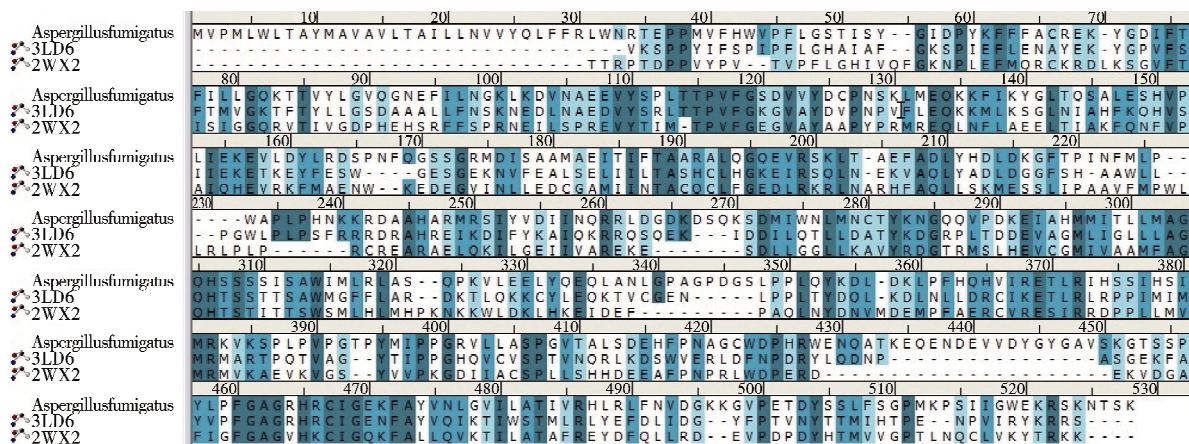 10 20 30 40 50 60 70
Aspergillusfumigatus MVPMLWLTAYMAVAVLTAILLNVVYQLFFRLWNRTEPPMVFHWVPFLGSTISY--GIDPYKFFFACREK-YGDIFT
3LD6 ---------------------------------VKSPPYIFSPIPFLGHAIAF--GKSPIEFLENAYEK-YGPVFS
2WX2 ------------------------------TTRPTDPPVYPV--TVPFLGHIVQFGKNPLEFMQRCKRDLKSGVFT
80 90 100 110 120 130 140 150
Aspergillusfumigatus FILLGQKTTVYLGVQGNEFILNGKLKDVNAEEVYSPLTTPVFGSDVVYDCPNSKLMEQKKFIKYGLTQSALESHVP
3LD6 FTMVGKTFTYLLGSDAAALLFNSKNEDLNAEDVYSRLTTPVFGKGVAYDVPNPVFLEQKKMLKSGLNIAHFKQHVS
2WX2 ISIGGQRVTIVGDPHEHSRFFSPRNEILSPREVYTIM-TPVFGEGVAYAAPYPRMREQLNFLAEELTIAKFQNFVP
160 170 180 190 200 210 220
Aspergillusfumigatus LIEKEVLDYLRDSPNFQGSSGRMDISAAMAEITIFTAARALQGQEVRSKLT-AEFADLYHDLDKGFTPINFMLP--
3LD6 IIEKETKEYFESW----GESGEKNVFEALSELIILTASHCLHGKEIRSQLN-EKVAQLYADLDGGFSH-AAWLL--
2WX2 AIQHEVRKFMAENW--KEDEGVINLLEDCGAMIINTACQCLFGEDLRKRLNARHFAQLLSKMESSLIPAAVFMPWL
230 240 250 260 270 280 290 300
Aspergillusfumigatus ----WAPLPHNKKRDAAHARMRSIYVDIINQRRLDGDKDSQKSDMIWNLMNCTYKNGQQVPDKEIAHMMITLLMAG
3LD6 --PGWLPLPSFRRRDRAHREIKDIFYKAIQKRRQSQEK---IDDILQTLLDATYKDGRPLTDDEVAGMLIGLLLAG
2WX2 LRLPLP------RCREARAELQKILGEIIVAREKE------SDLLGGLLKAVYRDGTRMSLHEVCGMIVAAMFAG
310 320 330 340 350 360 370 380
Aspergillusfumigatus QHSSSSISAWIMLRLAS--QPKVLEELYQEQLANLGPAGPDGSLPPLQYKDL-DKLPFHQHVIRETLRIHSSIHSI
3LD6 QHTSSTTSAWMGFFLAR--DKTLQKKCYLEQKTVCGEN-----LPPLTYDQL-KDLNLLDRCIKETLRLRPPIMIM
2WX2 QHTSTITTSWSMLHLMHPKNKKWLDKLHKEIDEF--------PAQLNYDNVMDEMPFAERCVRESIRRDPPLLMV
390 400 410 420 430 440 450
Aspergillusfumigatus MRKVKSPLPVPGTPYMIPPGRVLLASPGVTALSDEHFPNAGCWDPHRWENQATKEQENDEVVDYGYGAVSKGTSSP
3LD6 MRMARTPQTVAG--YTIPPGHQVCVSPTVNQRLKDSWVERLDFNPDRYLQDNP----------------ASGEKFA
2WX2 MRMVKAEVKVGS--YVVPKGDIIACSPLLSHHDEEAFPNPRLWDPERD----------------------EKVDGA
460 470 480 490 500 510 520 530
Aspergillusfumigatus YLPFGAGRHRCIGEKFAYVNLGVILATIVRHLRLFNVDGKKGVPETDYSSLFSGPMKPSIIGWEKRSKNTSK
3LD6 YVPFGAGRHRCIGENFAYVQIKTIWSTMLRLYEFDLIDG--YFPTVNYTTMIHTPE--NPVIRYKRRS----
2WX2 FIGFGAGVHKCIGQKFALLQVKTILATAFREYDFQLLRD--EVPDPDYHTMVVGPTLNQCLVKYTRKK----